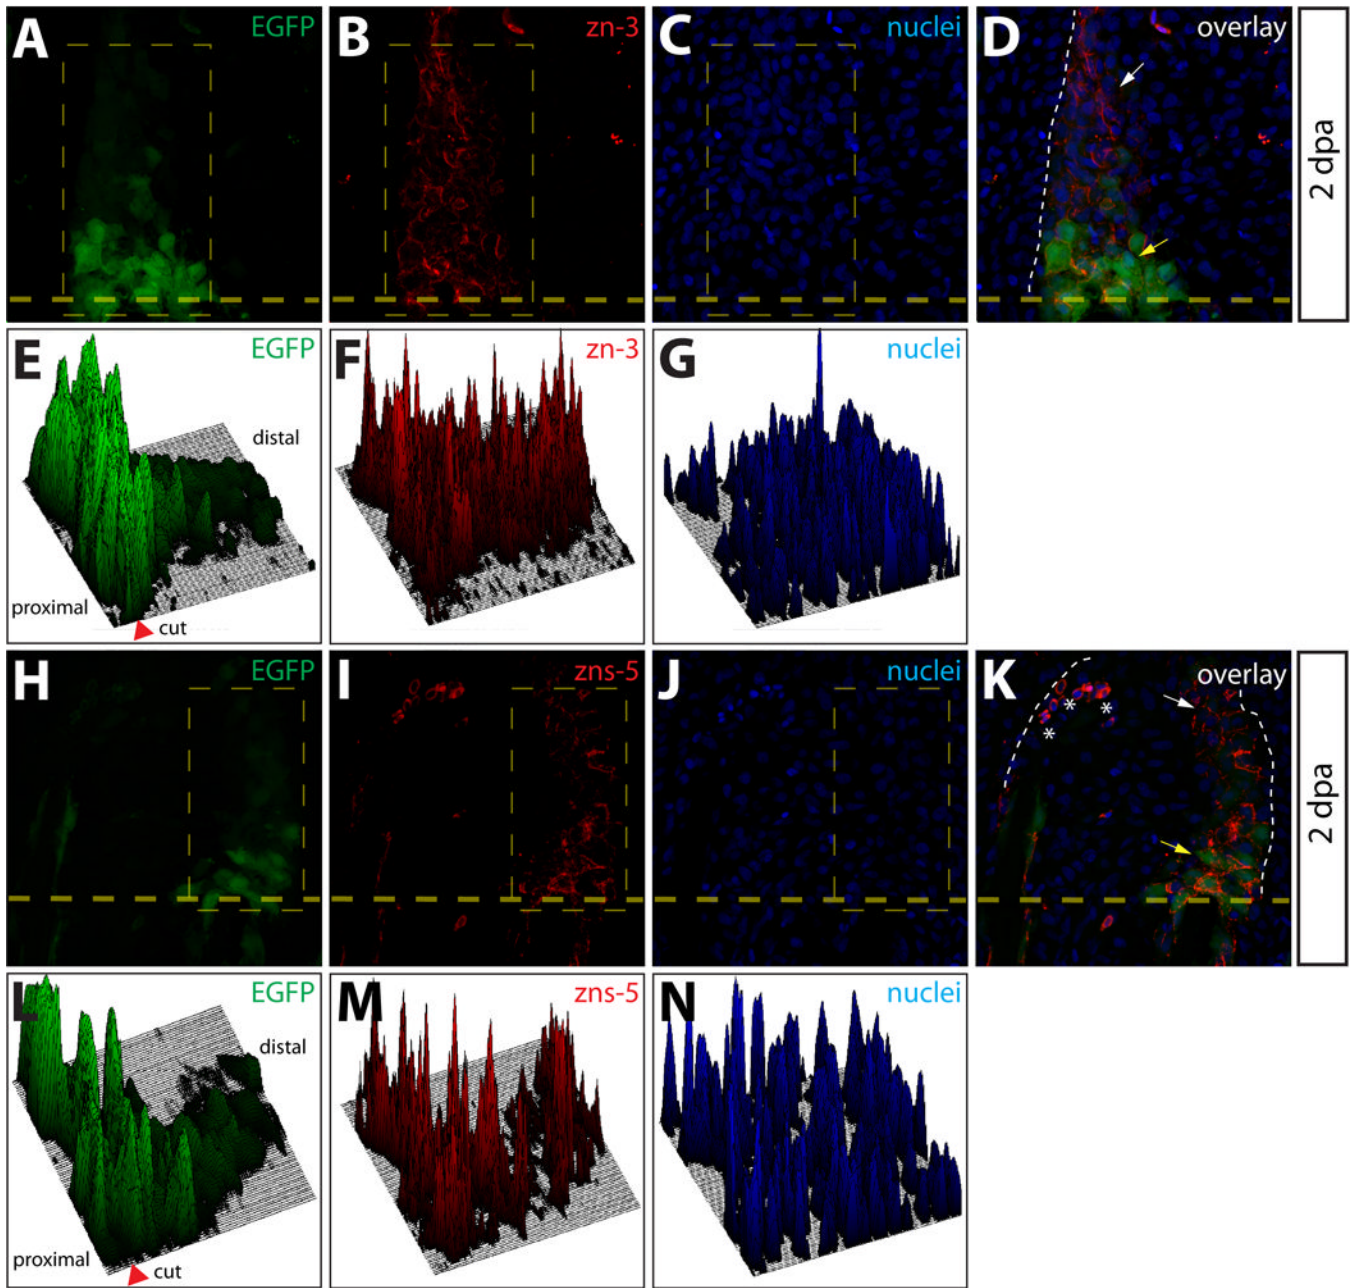 A EGFP
B zn-3
C nuclei
D overlay
2 dpa
E EGFP
distal
proximal
cut
F zn-3
G nuclei
H EGFP
I zns-5
J nuclei
K overlay
* * *
2 dpa
L EGFP
distal
proximal
cut
M zns-5
N nuclei